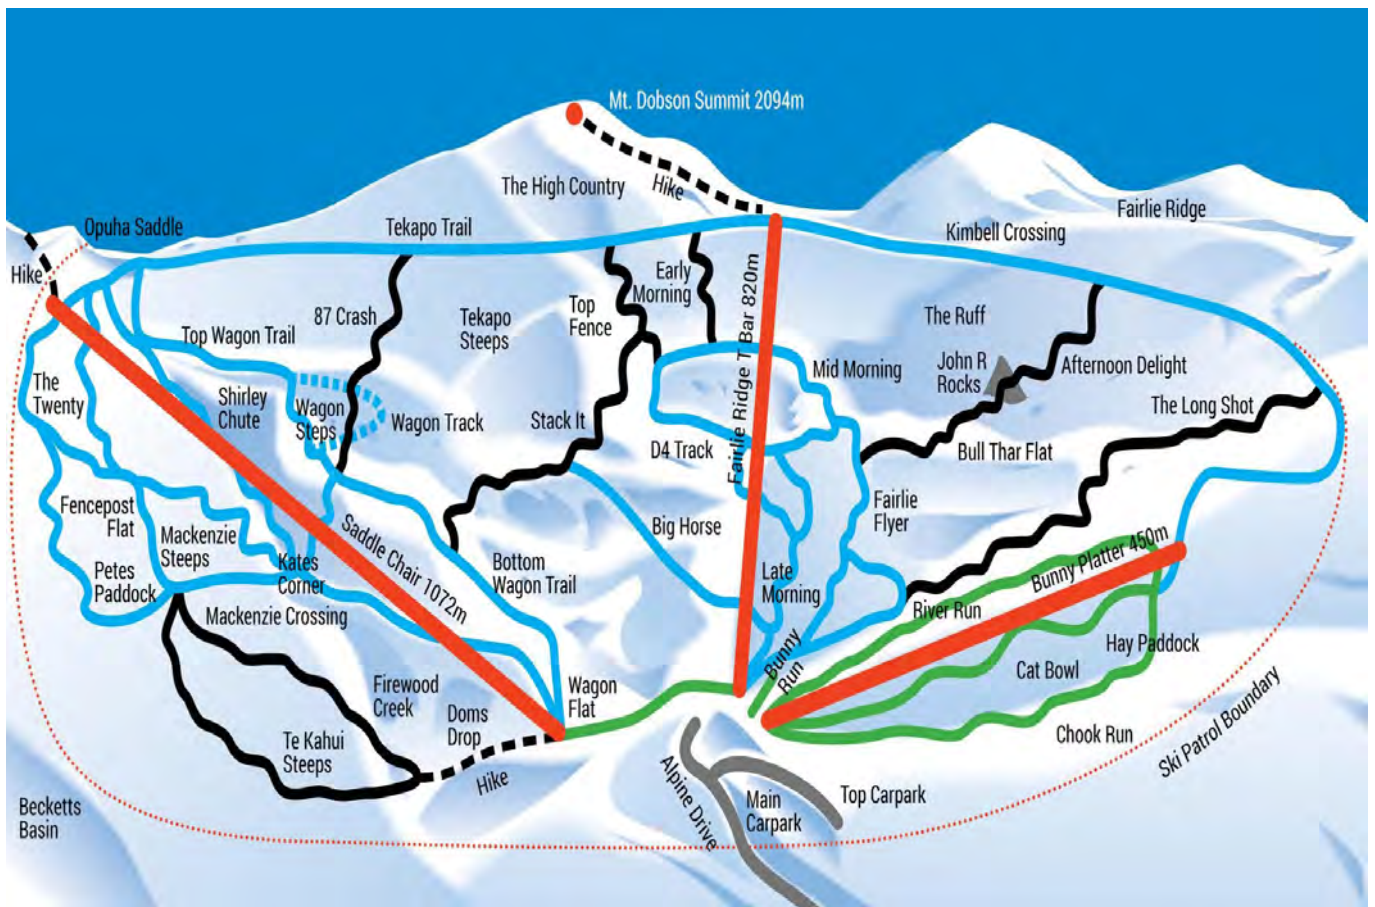 Mt. Dobson Summit 2094m
The High Country
Hike
Fairlie Ridge
Opuha Saddle
Tekapo Trail
Kimbell Crossing
Hike
Early
Morning
Fairlie Ridge T Bar 820m
87 Crash
Top
Fence
Tekapo
Steeps
The Ruff
Top Wagon Trail
John R
Rocks
Afternoon Delight
Mid Morning
The
Twenty
Shirley
Chute
Wagon
Steps
Wagon Track
Stack It
The Long Shot
D4 Track
Bull Thar Flat
Fencepost
Flat
Mackenzie
Steeps
Saddle Chair 1072m
Big Horse
Fairlie
Flyer
Petes
Paddock
Kates
Corner
Bottom
Wagon Trail
Late
Morning
Bunny Platter 450m
Mackenzie Crossing
River Run
Bunny
Run
Hay Paddock
Cat Bowl
Firewood
Creek
Wagon
Flat
Doms
Drop
Chook Run
Ski Patrol Boundary
Te Kahui
Steeps
Hike
Alpine Drive
Main
Carpark
Top Carpark
Becketts
Basin